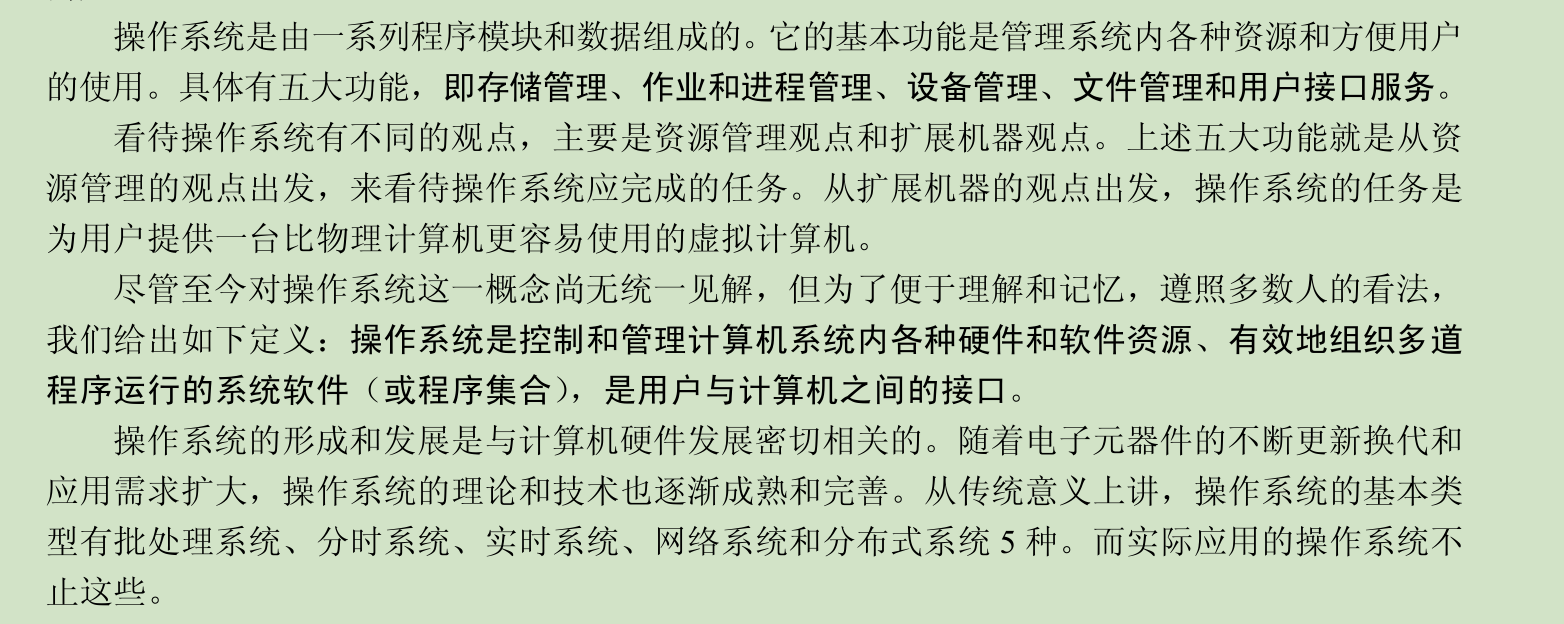 操作系统是由一系列程序模块和数据组成的。它的基本功能是管理系统内各种资源和方便用户
的使用。具体有五大功能，即存储管理、作业和进程管理、设备管理、文件管理和用户接口服务。
看待操作系统有不同的观点，主要是资源管理观点和扩展机器观点。上述五大功能就是从资
源管理的观点出发，来看待操作系统应完成的任务。从扩展机器的观点出发，操作系统的任务是
为用户提供一台比物理计算机更容易使用的虚拟计算机。
尽管至今对操作系统这一概念尚无统一见解，但为了便于理解和记忆，遵照多数人的看法，
我们给出如下定义：操作系统是控制和管理计算机系统内各种硬件和软件资源、有效地组织多道
程序运行的系统软件（或程序集合），是用户与计算机之间的接口。
操作系统的形成和发展是与计算机硬件发展密切相关的。随着电子元器件的不断更新换代和
应用需求扩大，操作系统的理论和技术也逐渐成熟和完善。从传统意义上讲，操作系统的基本类
型有批处理系统、分时系统、实时系统、网络系统和分布式系统 5 种。而实际应用的操作系统不
止这些。